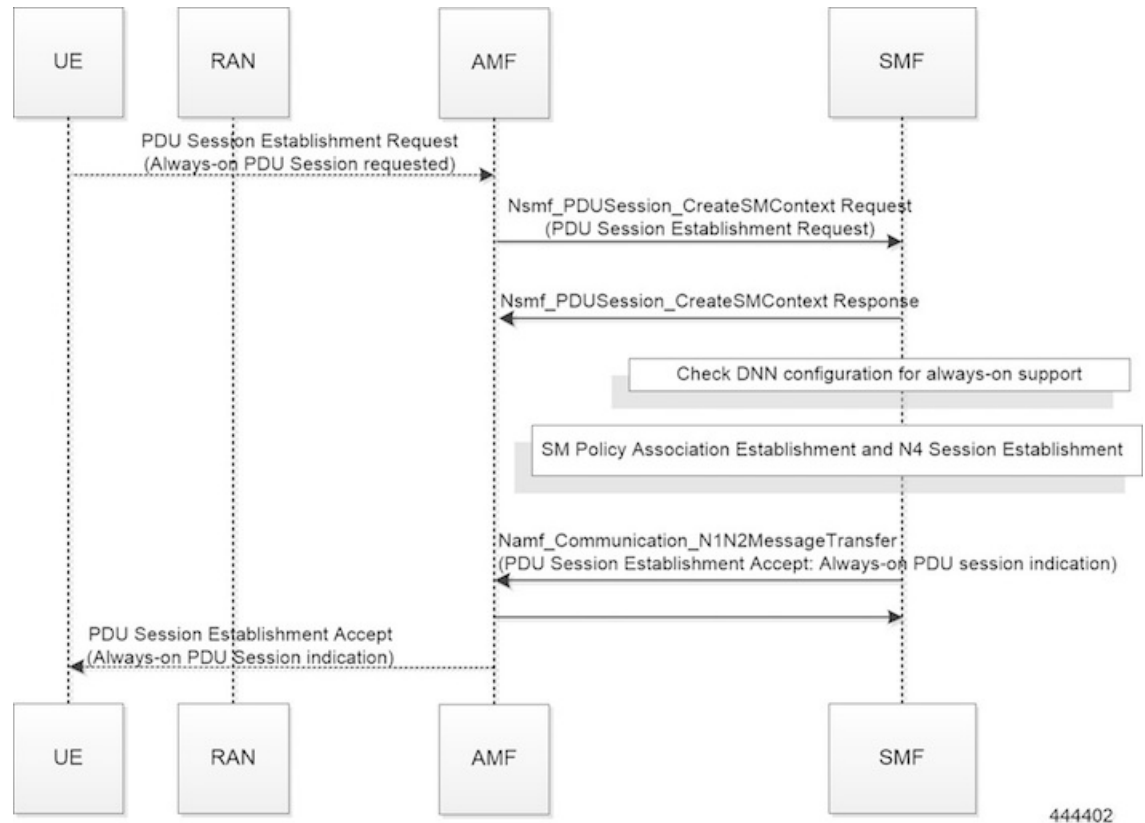 UE
RAN
AMF
SMF
PDU Session Establishment Request
(Always-on PDU Session requested)
Nsmf_PDUSession_CreateSMContext Request
(PDU Session Establishment Request)
Nsmf_PDUSession_CreateSMContext Response
Check DNN configuration for always-on support
SM Policy Association Establishment and N4 Session Establishment
Namf_Communication_N1N2MessageTransfer
(PDU Session Establishment Accept: Always-on PDU session indication)
PDU Session Establishment Accept
(Always-on PDU Session indication)
UE
RAN
AMF
SMF
444402